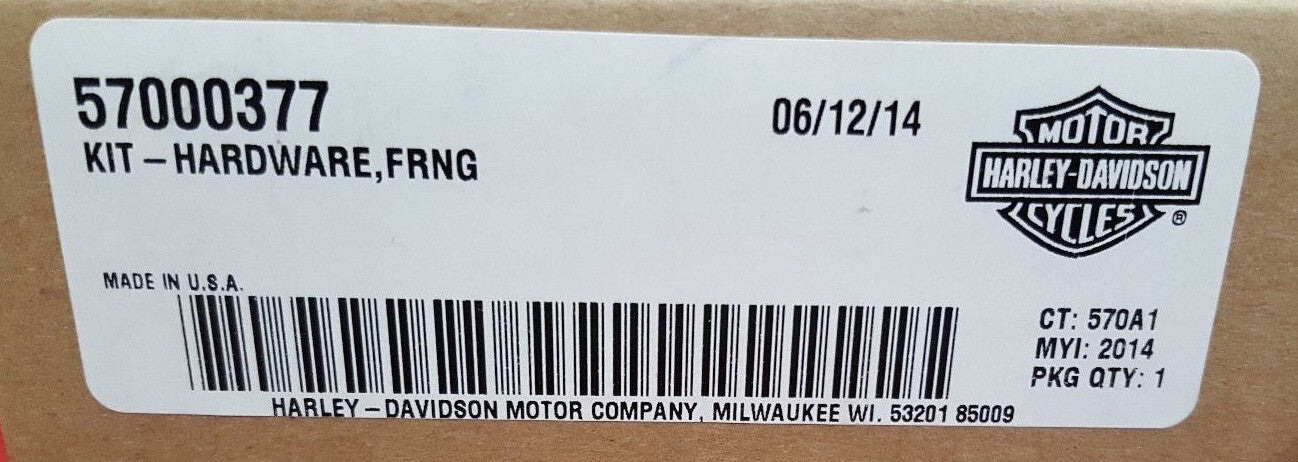 57000377
06/12/14
KIT – HARDWARE,FRNG
MOTOR
HARLEY-DAVIDSON
CYCLES ®
MADE IN U.S.A.
CT: 570A1
MYI: 2014
PKG QTY: 1
HARLEY – DAVIDSON MOTOR COMPANY, MILWAUKEE WI. 53201 85009